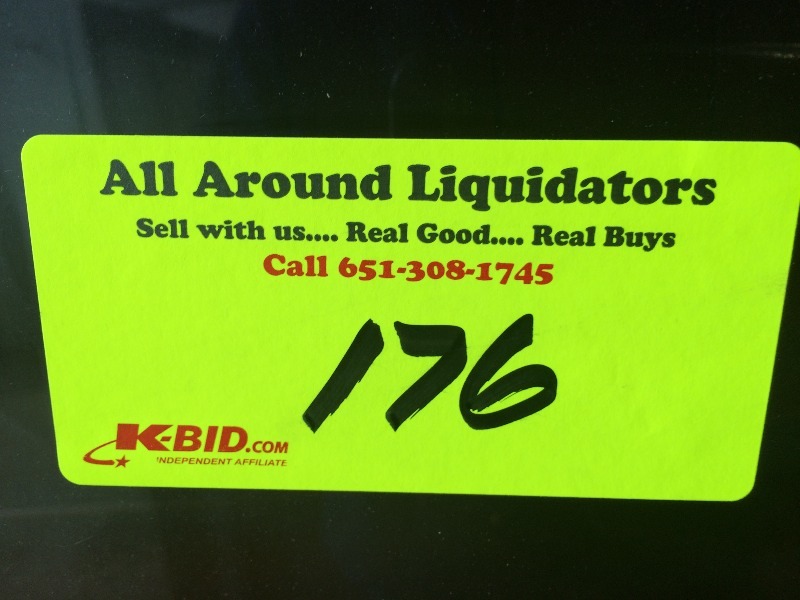 All Around Liquidators
Sell with us.... Real Good.... Real Buys
Call 651-308-1745
176
K-BID.COM
INDEPENDENT AFFILIATE